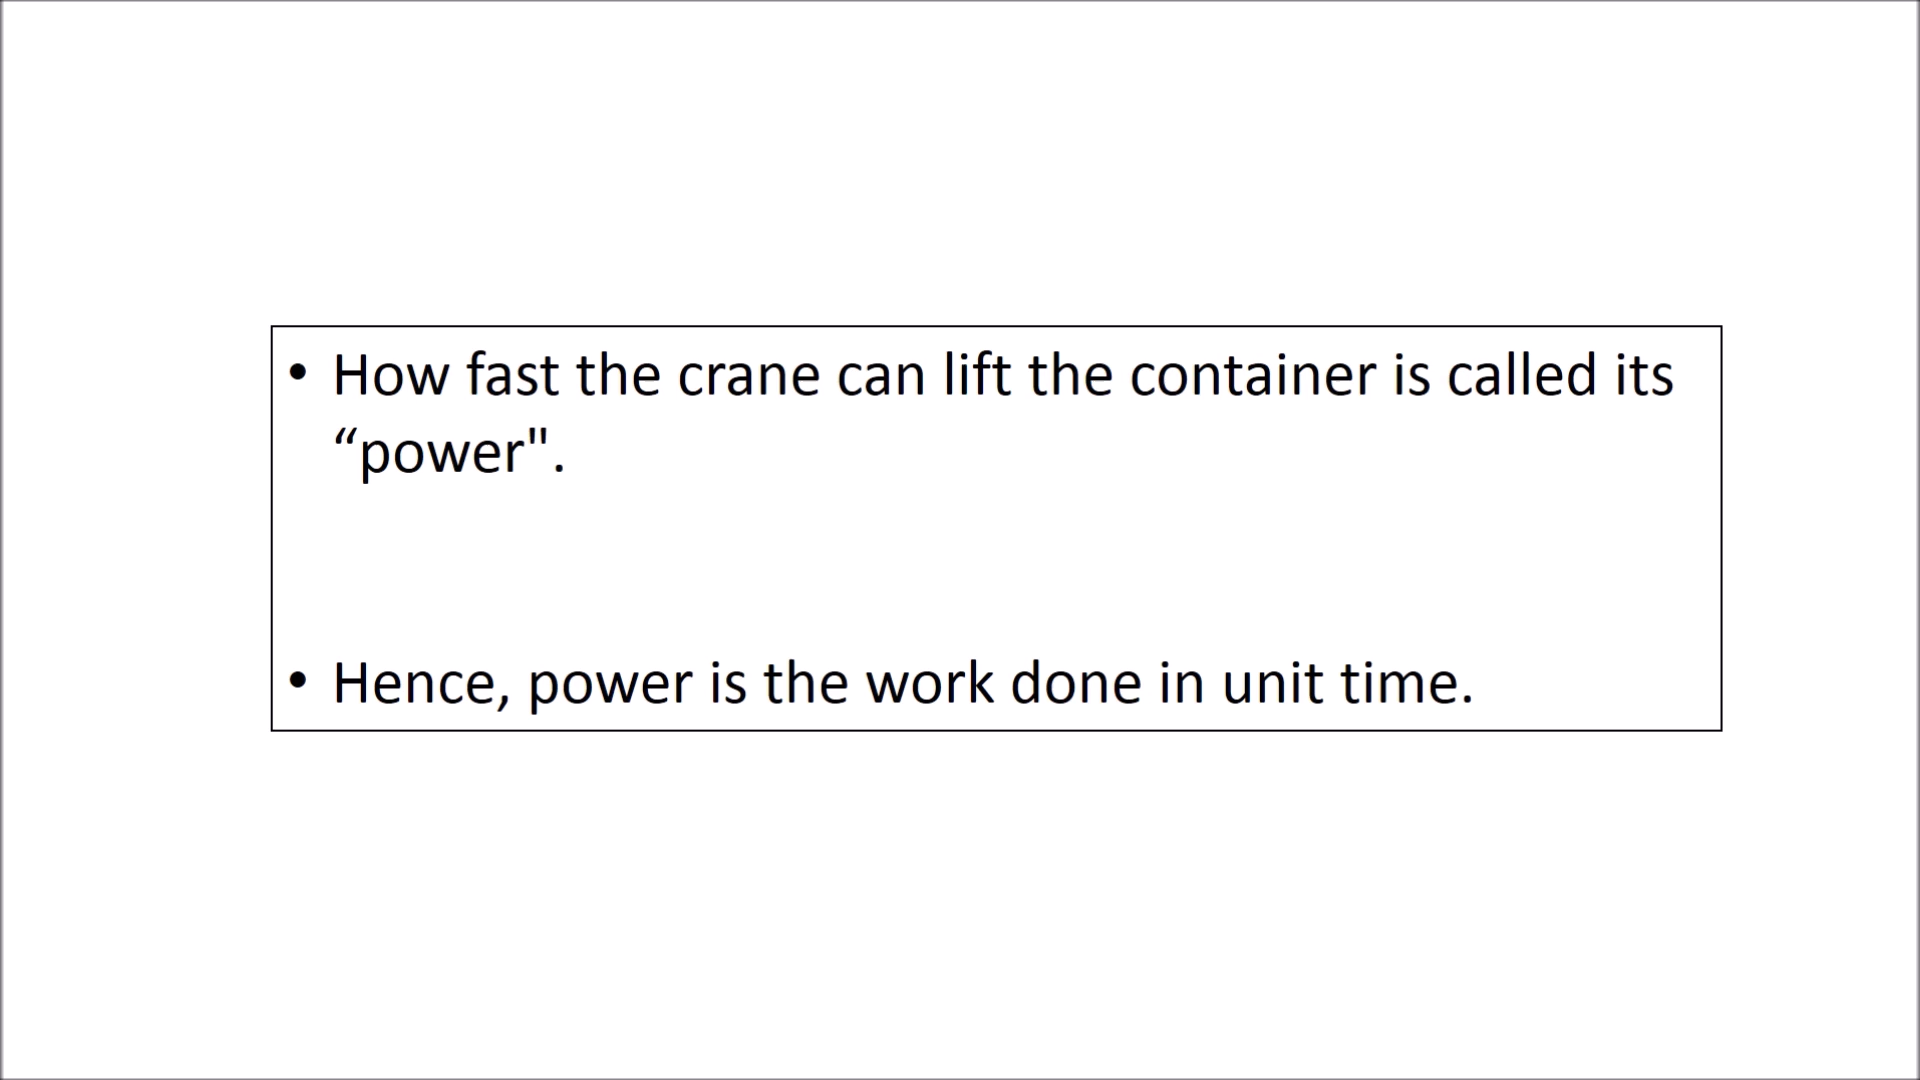 • How fast the crane can lift the container is called its
“power".
• Hence, power is the work done in unit time.